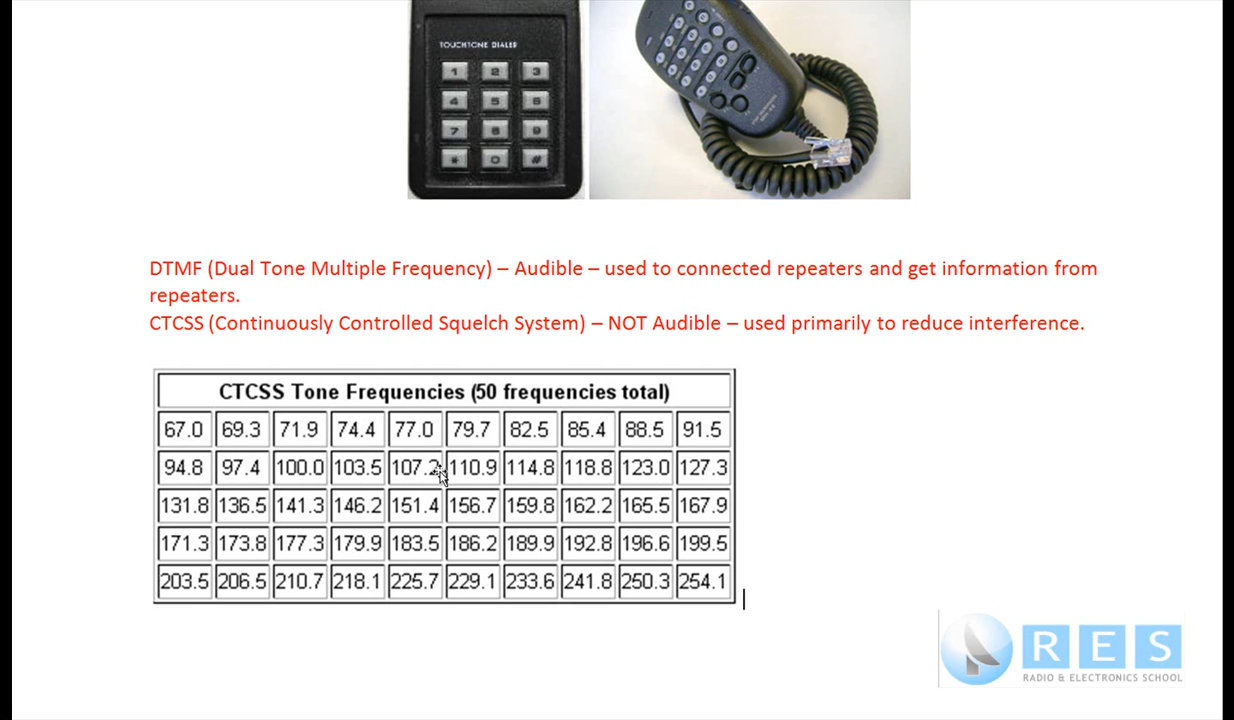 TOUCHTONE DIALER
1 2 3
4 5 6
7 8 9
* 0 #
DTMF (Dual Tone Multiple Frequency) – Audible – used to connected repeaters and get information from
repeaters.
CTCSS (Continuously Controlled Squelch System) – NOT Audible – used primarily to reduce interference.
CTCSS Tone Frequencies (50 frequencies total)
67.0 69.3 71.9 74.4 77.0 79.7 82.5 85.4 88.5 91.5
94.8 97.4 100.0 103.5 107.2 110.9 114.8 118.8 123.0 127.3
131.8 136.5 141.3 146.2 151.4 156.7 159.8 162.2 165.5 167.9
171.3 173.8 177.3 179.9 183.5 186.2 189.9 192.8 196.6 199.5
203.5 206.5 210.7 218.1 225.7 229.1 233.6 241.8 250.3 254.1
RES
RADIO & ELECTRONICS SCHOOL